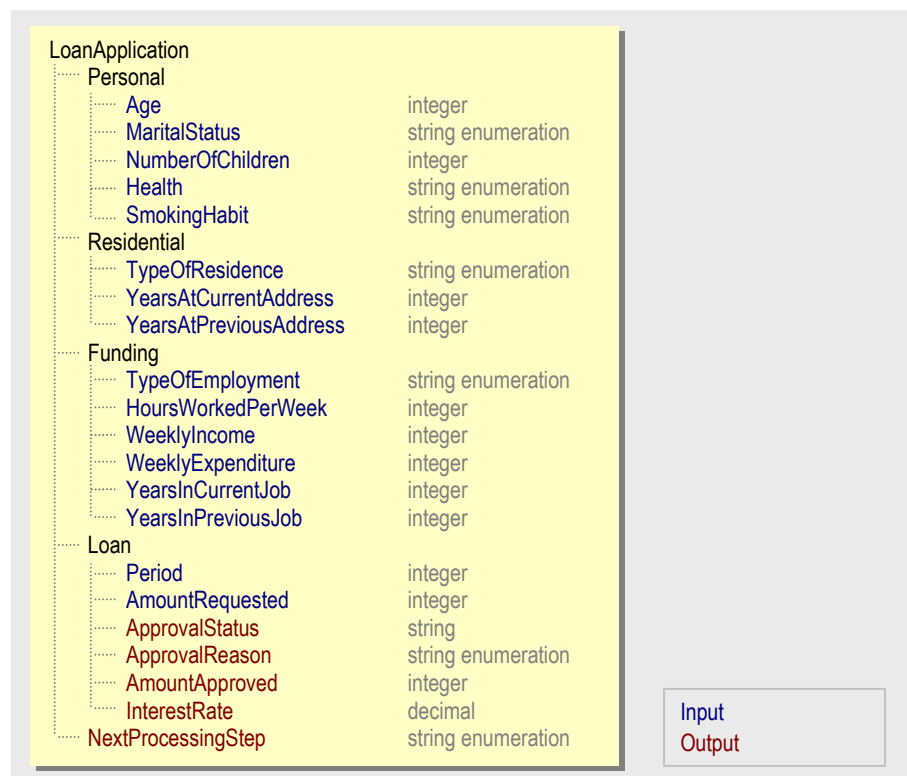 LoanApplication
Personal
Age integer
MaritalStatus string enumeration
NumberOfChildren integer
Health string enumeration
SmokingHabit string enumeration
Residential
TypeOfResidence string enumeration
YearsAtCurrentAddress integer
YearsAtPreviousAddress integer
Funding
TypeOfEmployment string enumeration
HoursWorkedPerWeek integer
WeeklyIncome integer
WeeklyExpenditure integer
YearsInCurrentJob integer
YearsInPreviousJob integer
Loan
Period integer
AmountRequested integer
ApprovalStatus string
ApprovalReason string enumeration
AmountApproved integer
InterestRate decimal
NextProcessingStep string enumeration
Input
Output